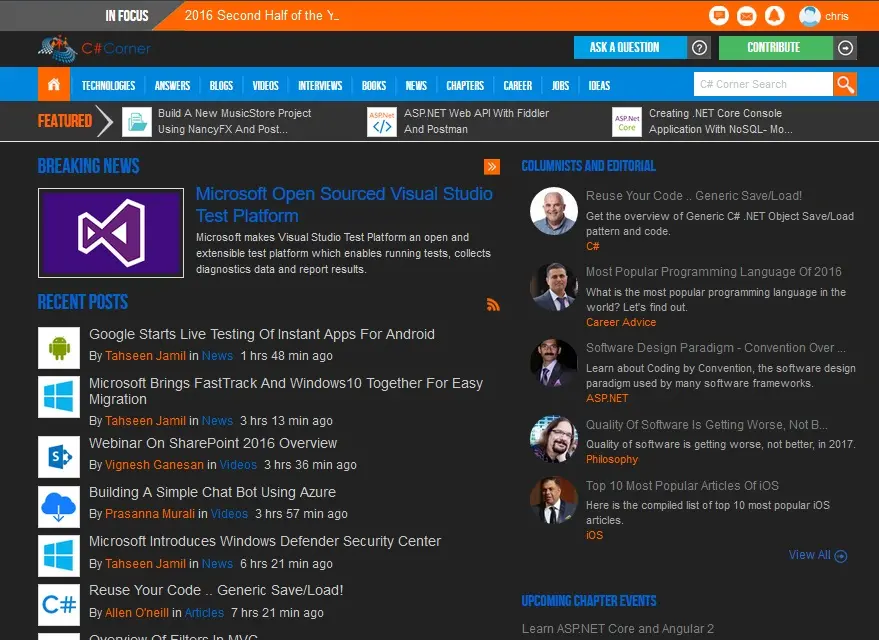 IN FOCUS
2016 Second Half of the Y_
chris
C# Corner
ASK A QUESTION
?
CONTRIBUTE
TECHNOLOGIES ANSWERS BLOGS VIDEOS INTERVIEWS BOOKS NEWS CHAPTERS CAREER JOBS IDEAS
C# Corner Search
FEATURED
Build A New MusicStore Project
Using NancyFX And Post...
ASP.Net
</>
ASP.NET Web API With Fiddler
And Postman
ASP.Net
Core
Creating .NET Core Console
Application With NoSQL- Mo...
BREAKING NEWS
Microsoft Open Sourced Visual Studio
Test Platform
Microsoft makes Visual Studio Test Platform an open and
extensible test platform which enables running tests, collects
diagnostics data and report results.
RECENT POSTS
Google Starts Live Testing Of Instant Apps For Android
By Tahseen Jamil in News 1 hrs 48 min ago
Microsoft Brings FastTrack And Windows10 Together For Easy
Migration
By Tahseen Jamil in News 3 hrs 13 min ago
S
Webinar On SharePoint 2016 Overview
By Vignesh Ganesan in Videos 3 hrs 36 min ago
Building A Simple Chat Bot Using Azure
By Prasanna Murali in Videos 3 hrs 57 min ago
Microsoft Introduces Windows Defender Security Center
By Tahseen Jamil in News 6 hrs 21 min ago
C#
Reuse Your Code .. Generic Save/Load!
By Allen O'neill in Articles 7 hrs 21 min ago
Overview Of Filters In MVC
COLUMNISTS AND EDITORIAL
Reuse Your Code .. Generic Save/Load!
Get the overview of Generic C# .NET Object Save/Load
pattern and code.
C#
Most Popular Programming Language Of 2016
What is the most popular programming language in the
world? Let's find out.
Career Advice
Software Design Paradigm - Convention Over ...
Learn about Coding by Convention, the software design
paradigm used by many software frameworks.
ASP.NET
Quality Of Software Is Getting Worse, Not B...
Quality of software is getting worse, not better, in 2017.
Philosophy
Top 10 Most Popular Articles Of iOS
Here is the compiled list of top 10 most popular iOS
articles.
iOS
View All
UPCOMING CHAPTER EVENTS
Learn ASP.NET Core and Angular 2